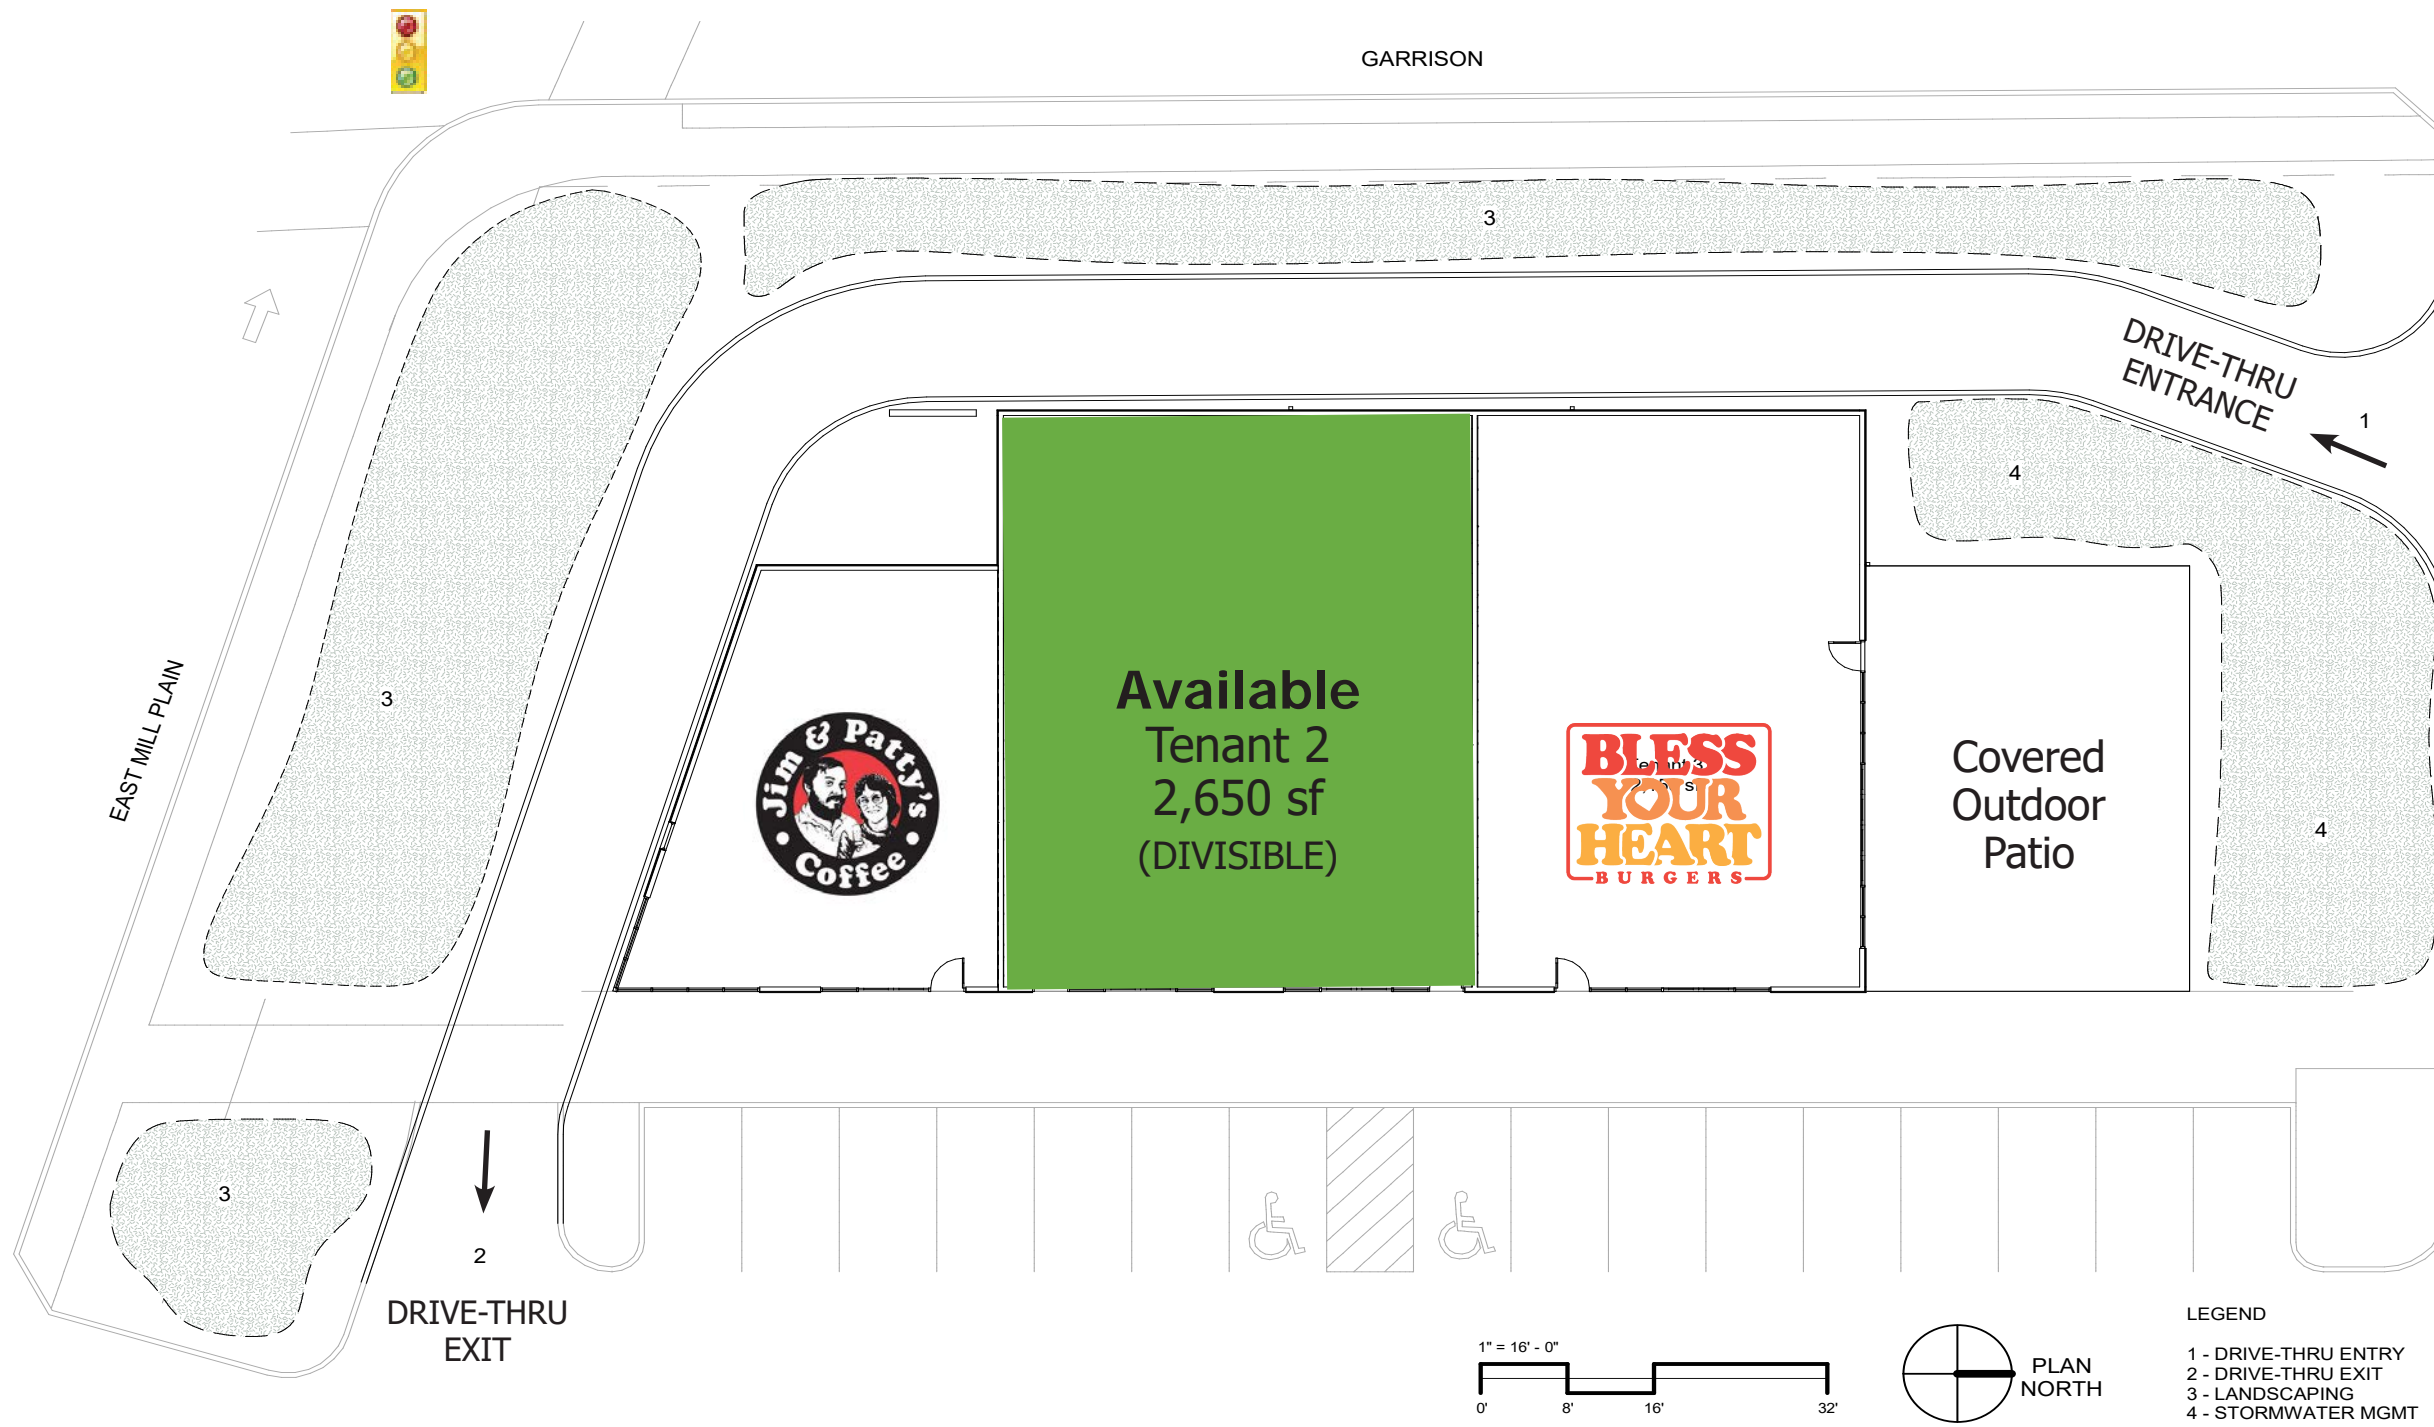 GARRISON
3
DRIVE-THRU
ENTRANCE
1
4
EAST MILL PLAIN
3
Jim & Patty's
Coffee
Available
Tenant 2
2,650 sf
(DIVISIBLE)
BLESS
YOUR
HEART
BURGERS
Tenant 3
Covered
Outdoor
Patio
4
3
2
DRIVE-THRU
EXIT
1" = 16' - 0"
0' 8' 16' 32'
PLAN
NORTH
LEGEND
1 - DRIVE-THRU ENTRY
2 - DRIVE-THRU EXIT
3 - LANDSCAPING
4 - STORMWATER MGMT